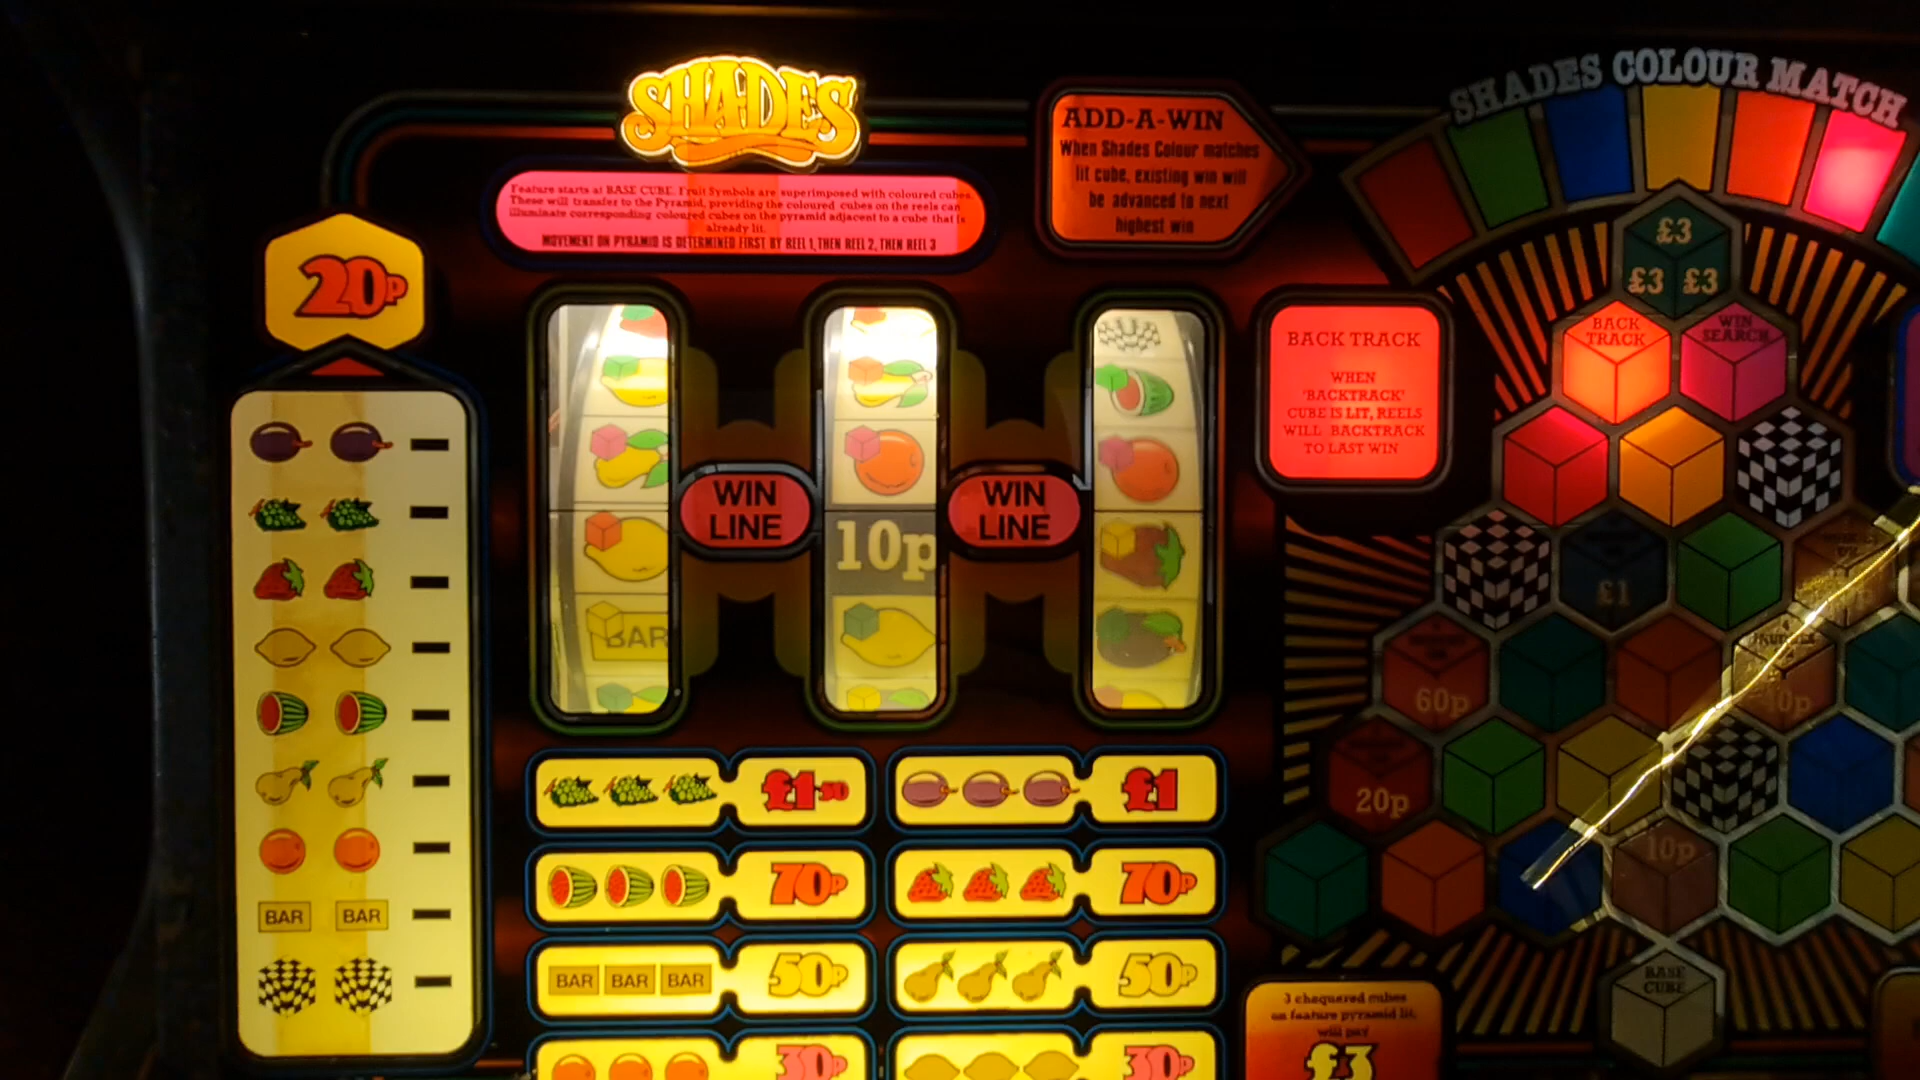 SHADES
Feature starts at BASE CUBE. Fruit Symbols are superimposed with coloured cubes.
These will transfer to the Pyramid, providing the coloured cubes on the reels can
illuminate corresponding coloured cubes on the pyramid adjacent to a cube that is
already lit.
MOVEMENT ON PYRAMID IS DETERMINED FIRST BY REEL 1, THEN REEL 2, THEN REEL 3
ADD-A-WIN
When Shades Colour matches
lit cube, existing win will
be advanced to next
highest win
SHADES COLOUR MATCH
20p
BAR BAR
WIN
LINE
WIN
LINE
10p
BAR
BACK TRACK
WHEN
'BACKTRACK'
CUBE IS LIT, REELS
WILL BACKTRACK
TO LAST WIN
£3
£3 £3
BACK
TRACK
WIN
SEARCH
£1
60p
40p
20p
10p
BASE
CUBE
£1.50
£1
70p
70p
BAR BAR BAR
50p
50p
30p
30p
3 chequered cubes
on feature pyramid lit,
will pay
£3